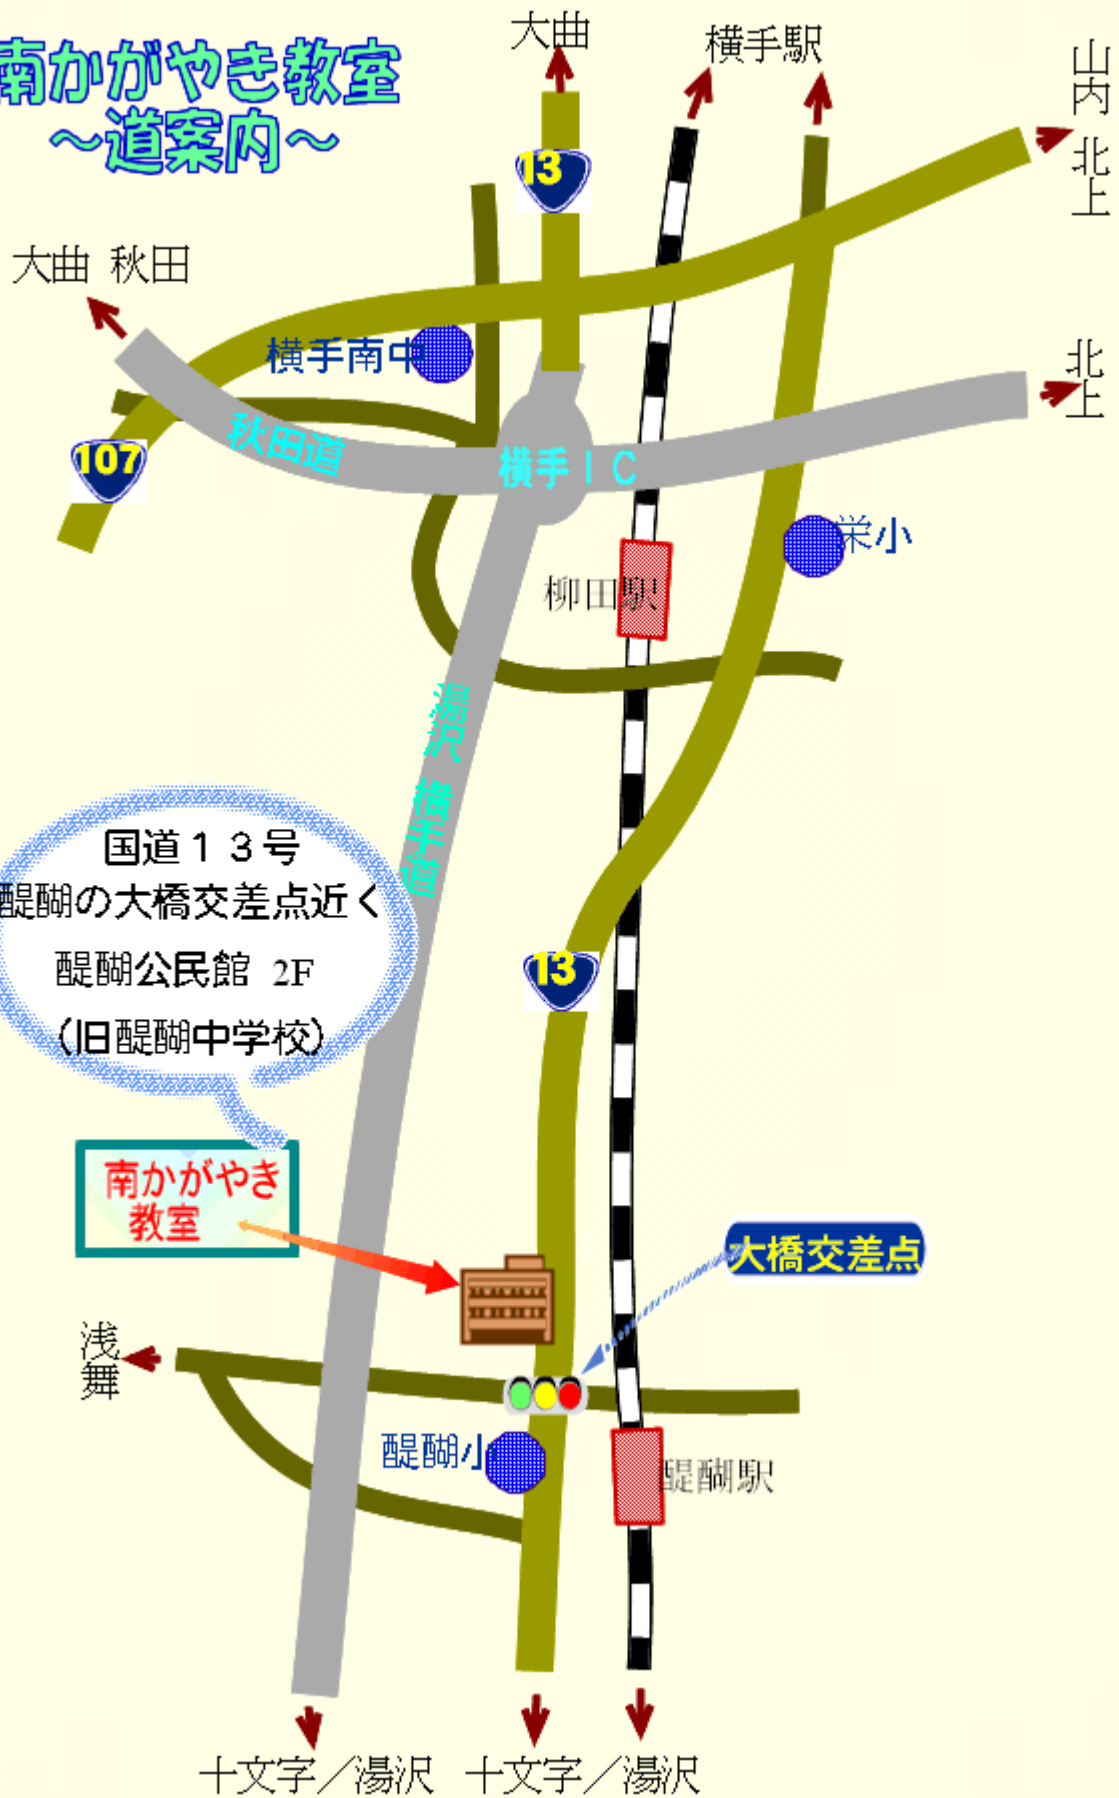 南かがやき教室
～道案内～
大曲
横手駅
山内 北上
13
大曲 秋田
横手南中
北上
秋田道
横手ＩＣ
107
栄小
柳田駅
湯沢 横手道
国道１３号
醍醐の大橋交差点近く
醍醐公民館 2F
（旧醍醐中学校）
13
南かがやき
教室
大橋交差点
浅舞
醍醐小
醍醐駅
十文字／湯沢
十文字／湯沢